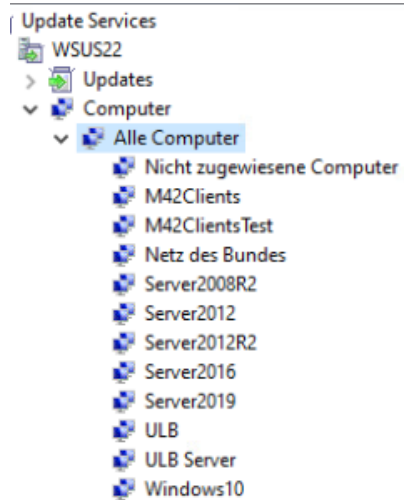 Update Services
WSUS22
Updates
Computer
Alle Computer
Nicht zugewiesene Computer
M42Clients
M42ClientsTest
Netz des Bundes
Server2008R2
Server2012
Server2012R2
Server2016
Server2019
ULB
ULB Server
Windows10